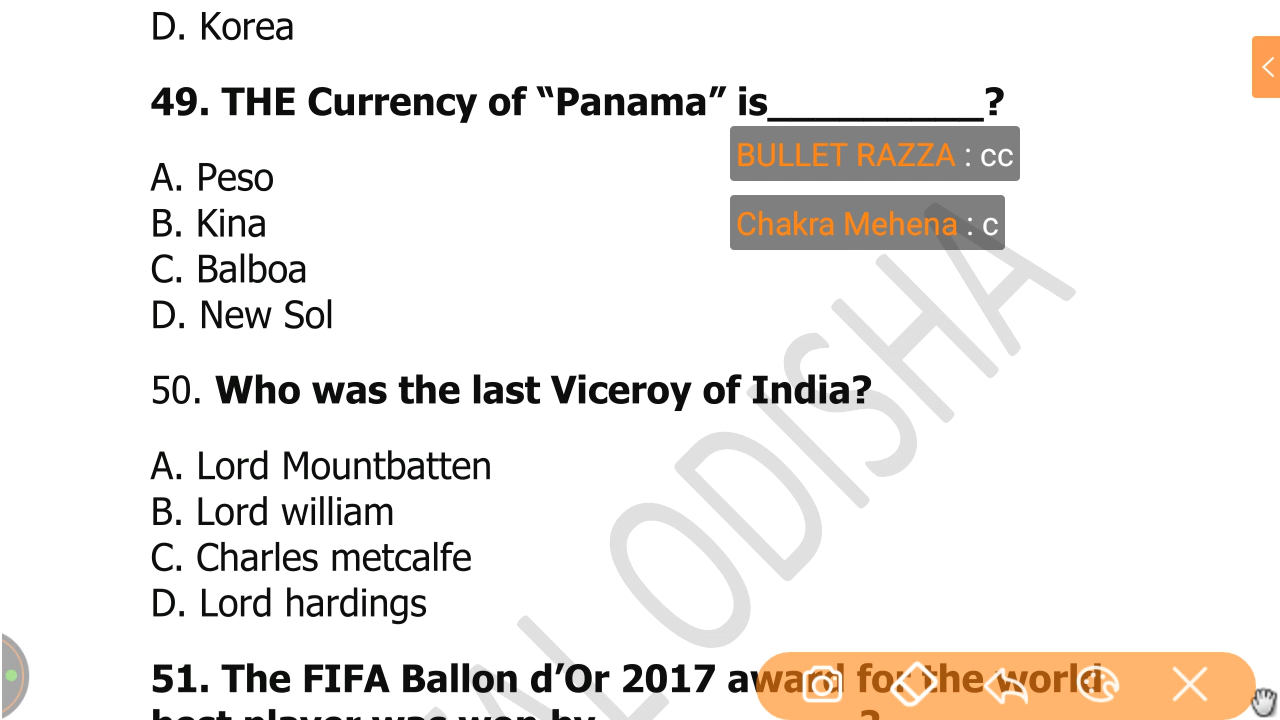 D. Korea
49. THE Currency of “Panama” is___________?
BULLET RAZZA : cc
A. Peso
Chakra Mehena : c
B. Kina
C. Balboa
D. New Sol
50. Who was the last Viceroy of India?
A. Lord Mountbatten
B. Lord william
C. Charles metcalfe
D. Lord hardings
51. The FIFA Ballon d’Or 2017 award for the world
best player was won by ?
AL ODISHA